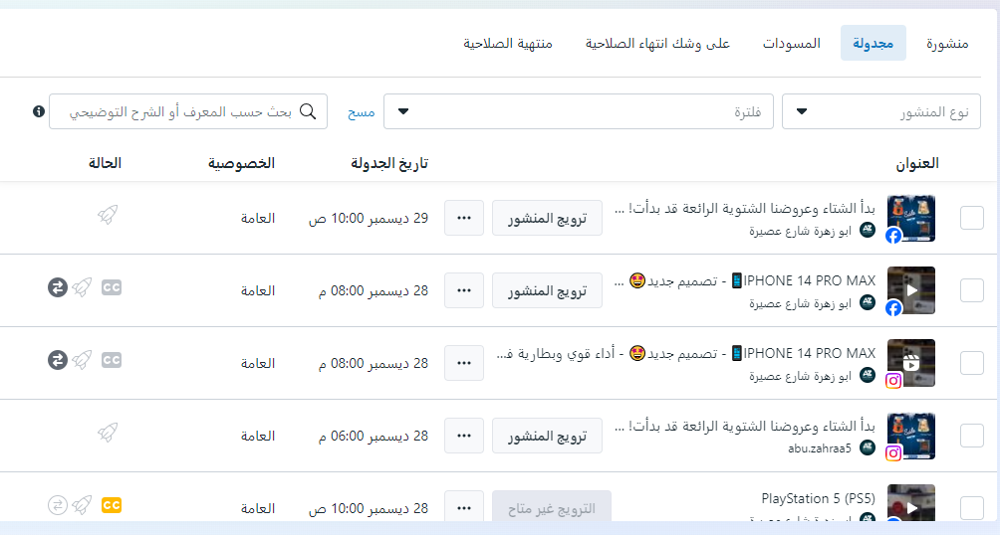 منشورة مجدولة المسودات على وشك انتهاء الصلاحية منتهية الصلاحية
نوع المنشور فلترة مسح بحث حسب المعرف أو الشرح التوضيحي
العنوان تاريخ الجدولة الخصوصية الحالة
بدأ الشتاء وعروضنا الشتوية الرائعة قد بدأت! ... ترويج المنشور 29 ديسمبر 10:00 ص العامة
ابو زهرة شارع عصيرة
IPHONE 14 PRO MAX📱 - تصميم جديد🤩 ... ترويج المنشور 28 ديسمبر 08:00 م العامة CC
ابو زهرة شارع عصيرة
IPHONE 14 PRO MAX📱 - تصميم جديد🤩 - أداء قوي وبطارية ف... 28 ديسمبر 08:00 م العامة CC
ابو زهرة شارع عصيرة
بدأ الشتاء وعروضنا الشتوية الرائعة قد بدأت! ... ترويج المنشور 28 ديسمبر 06:00 م العامة
abu.zahraa5
PlayStation 5 (PS5) الترويج غير متاح 28 ديسمبر 10:00 ص العامة CC